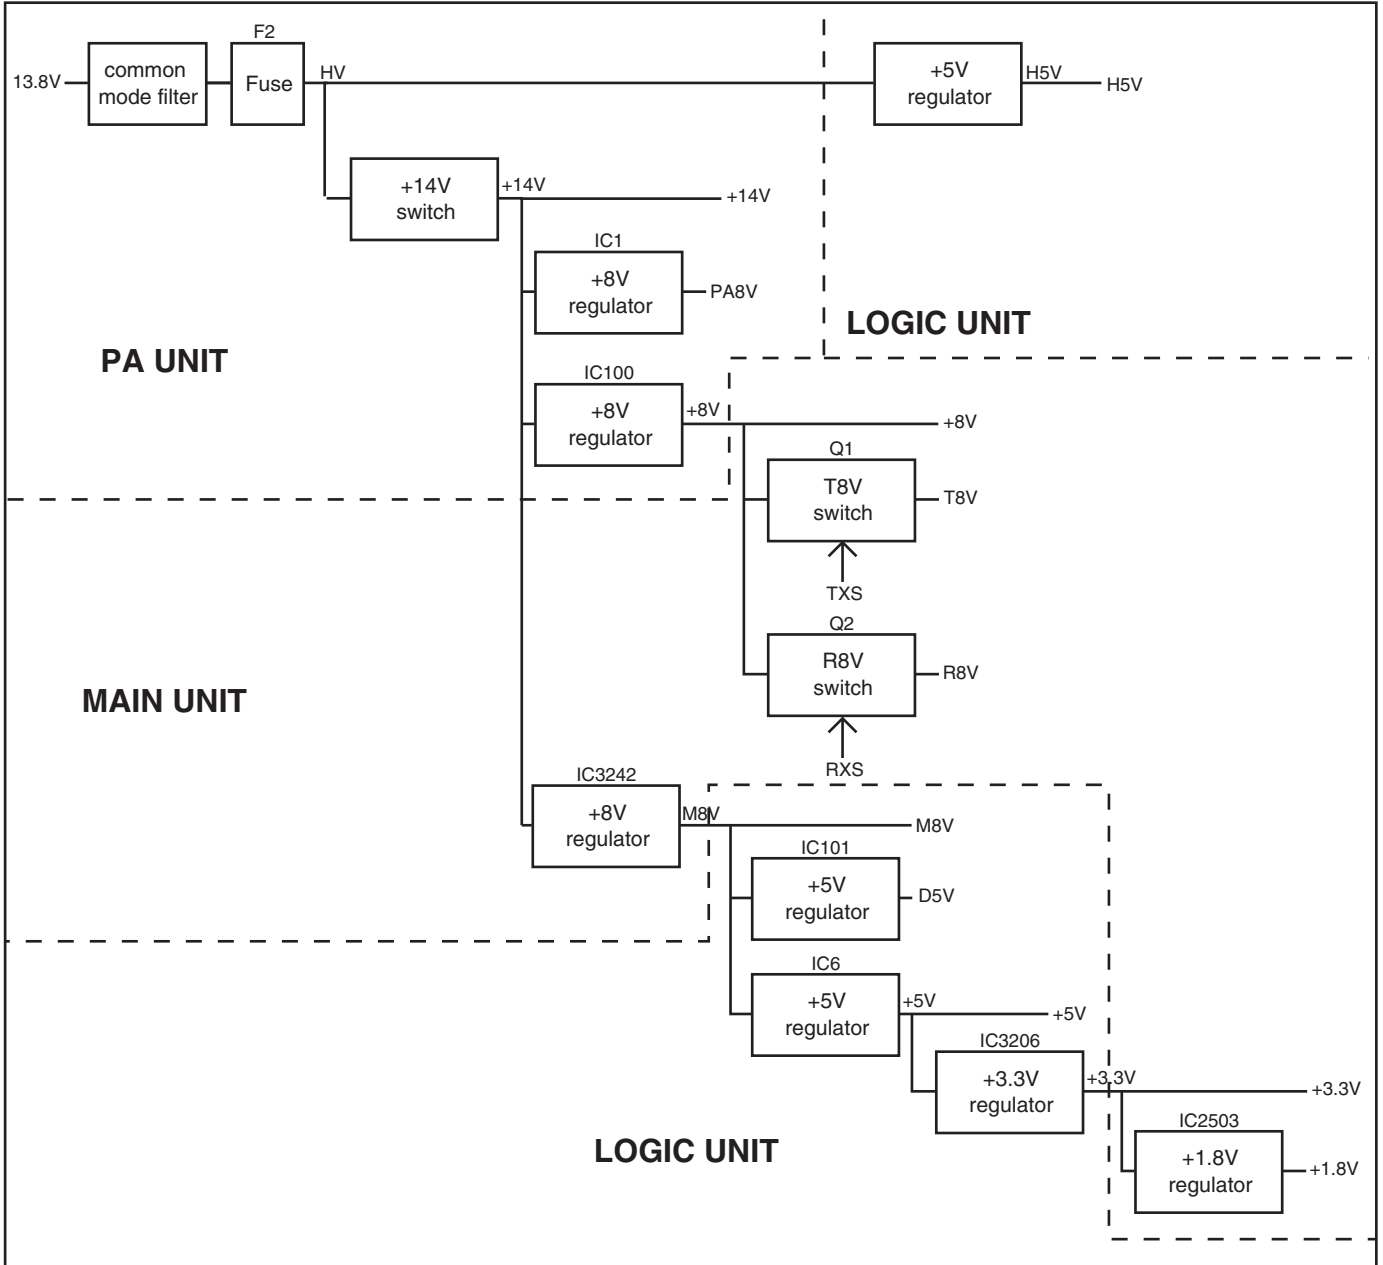 F2
13.8V
common
mode filter
Fuse
HV
+5V
regulator
H5V
H5V
+14V
switch
+14V
+14V
IC1
+8V
regulator
PA8V
LOGIC UNIT
PA UNIT
IC100
+8V
regulator
+8V
+8V
Q1
T8V
switch
T8V
TXS
Q2
R8V
switch
R8V
RXS
MAIN UNIT
IC3242
+8V
regulator
M8V
M8V
IC101
+5V
regulator
D5V
IC6
+5V
regulator
+5V
+5V
IC3206
+3.3V
regulator
+3.3V
+3.3V
IC2503
+1.8V
regulator
+1.8V
LOGIC UNIT